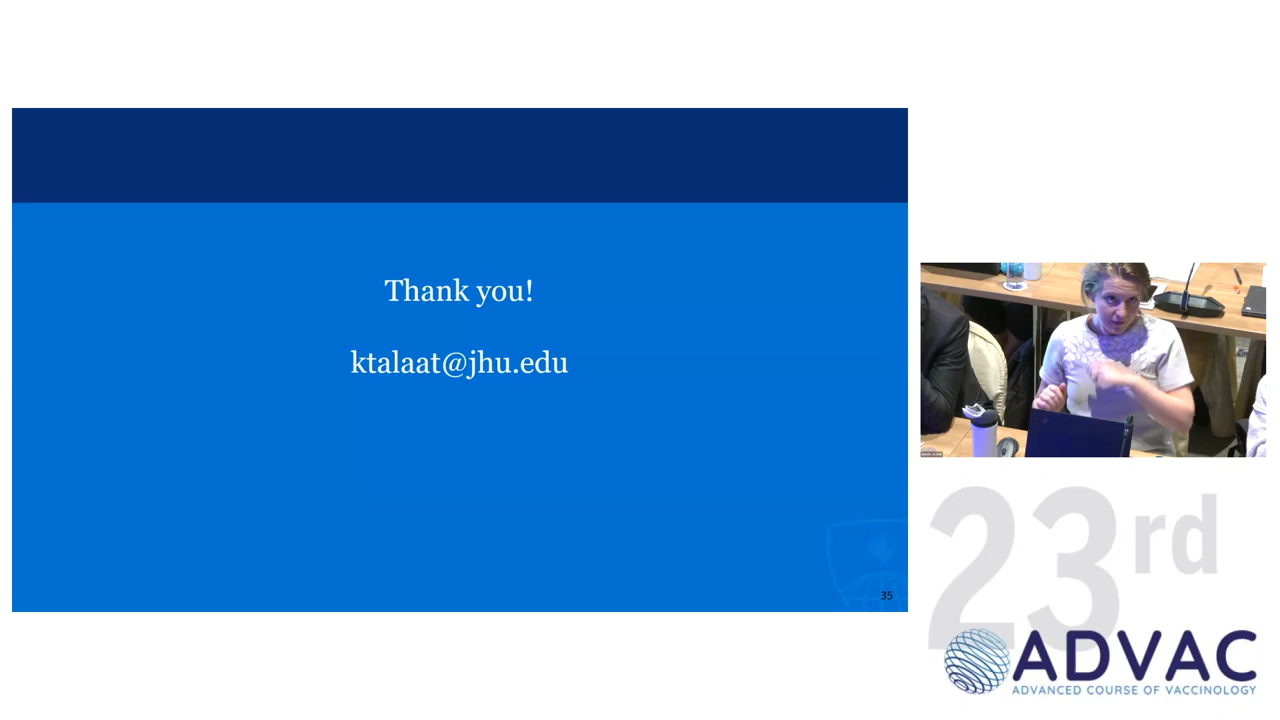 Thank you!
ktalaat@jhu.edu
35
23rd
ADVAC
ADVANCED COURSE OF VACCINOLOGY